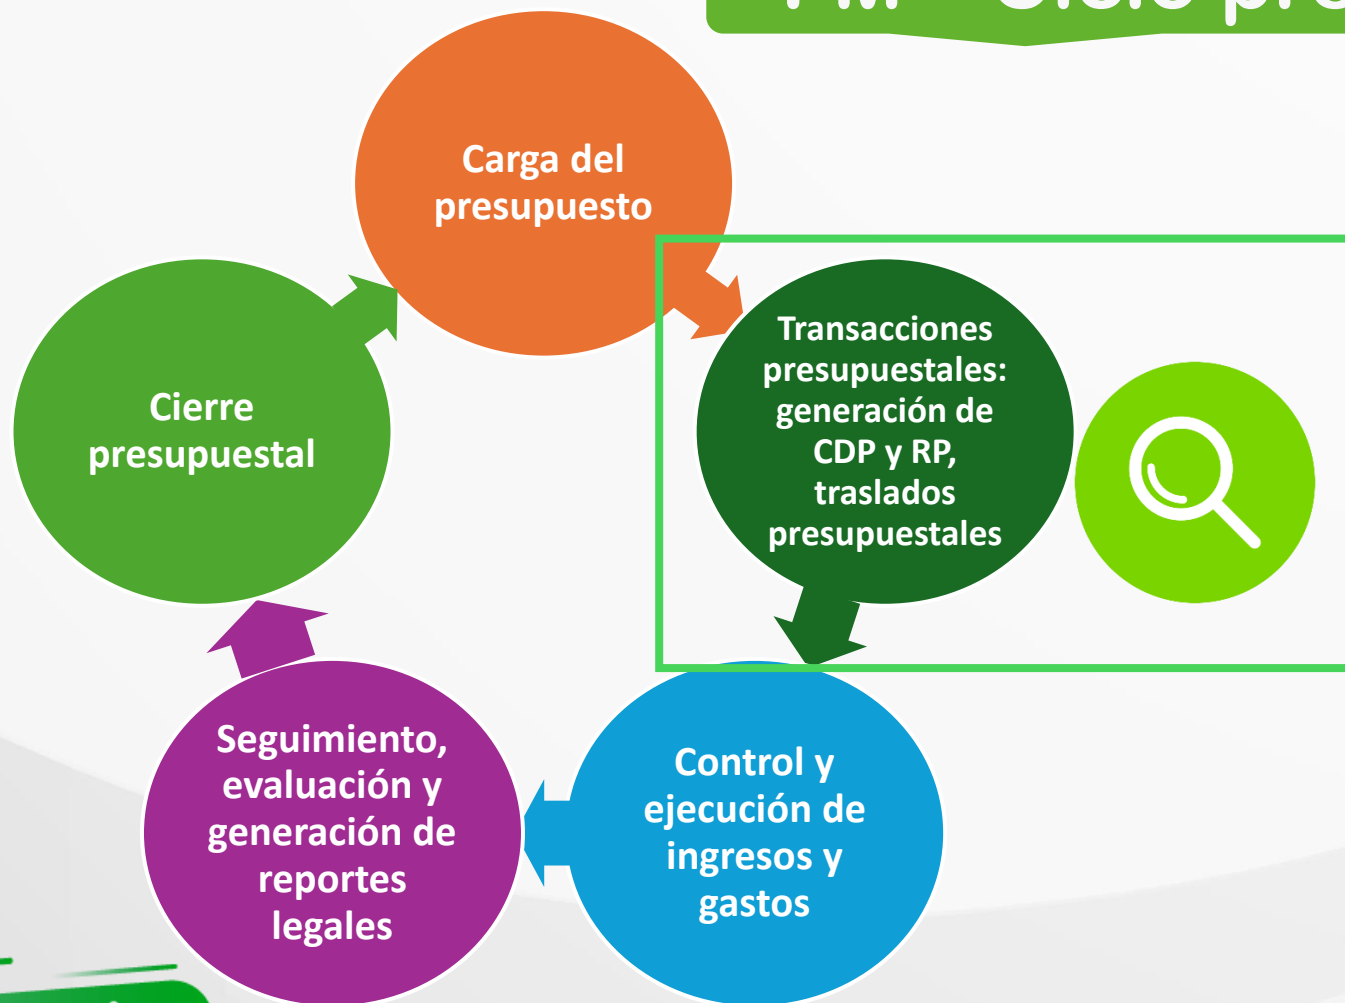 Carga del
presupuesto
Transacciones
presupuestales:
generación de
CDP y RP,
traslados
presupuestales
Control y
ejecución de
ingresos y
gastos
Seguimiento,
evaluación y
generación de
reportes
legales
Cierre
presupuestal